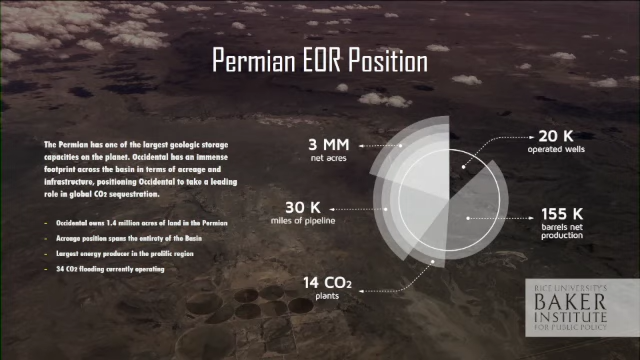 Permian EOR Position
The Permian has one of the largest geologic storage
capacities on the planet. Occidental has an immense
footprint across the basin in terms of acreage and
infrastructure, positioning Occidental to take a leading
role in global CO2 sequestration.
- Occidental owns 1.4 million acres of land in the Permian
- Acreage position spans the entirety of the Basin
- Largest energy producer in the prolific region
- 34 CO2 flooding currently operating
3 MM
net acres
30 K
miles of pipeline
14 CO2
plants
20 K
operated wells
155 K
barrels net
production
RICE UNIVERSITY'S
BAKER
INSTITUTE
FOR PUBLIC POLICY